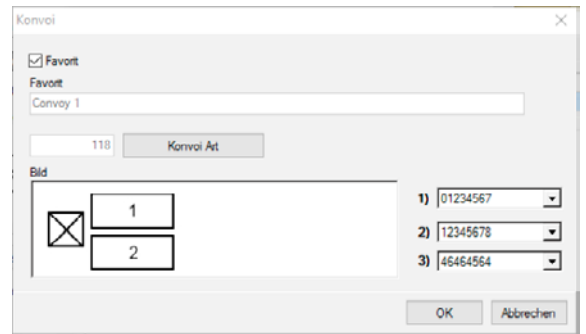 Konvoi
Favorit
Favorit
Convoy 1
118 Konvoi Art
Bild
1
2
1) 01234567
2) 12345678
3) 46464564
OK Abbrechen